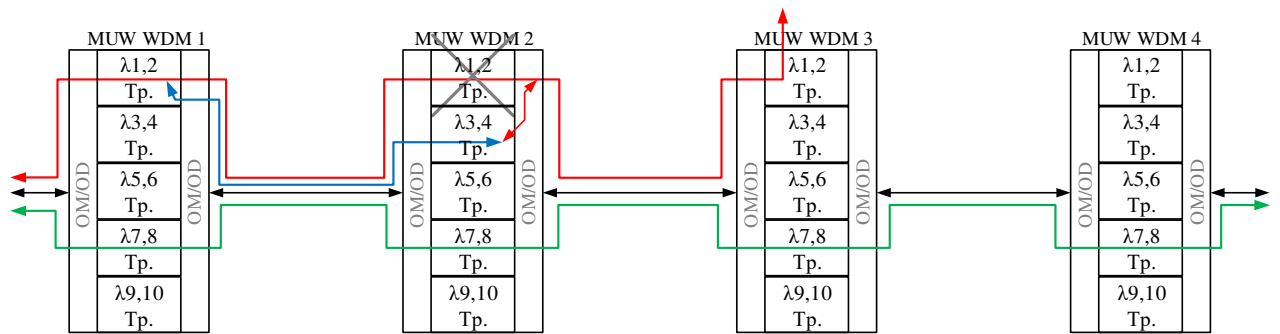 MUW WDM 1
λ1,2
Tp.
λ3,4
Tp.
λ5,6
Tp.
λ7,8
Tp.
λ9,10
Tp.
OM/OD
OM/OD
MUW WDM 2
λ1,2
Tp.
λ3,4
Tp.
λ5,6
Tp.
λ7,8
Tp.
λ9,10
Tp.
OM/OD
OM/OD
MUW WDM 3
λ1,2
Tp.
λ3,4
Tp.
λ5,6
Tp.
λ7,8
Tp.
λ9,10
Tp.
OM/OD
OM/OD
MUW WDM 4
λ1,2
Tp.
λ3,4
Tp.
λ5,6
Tp.
λ7,8
Tp.
λ9,10
Tp.
OM/OD
OM/OD